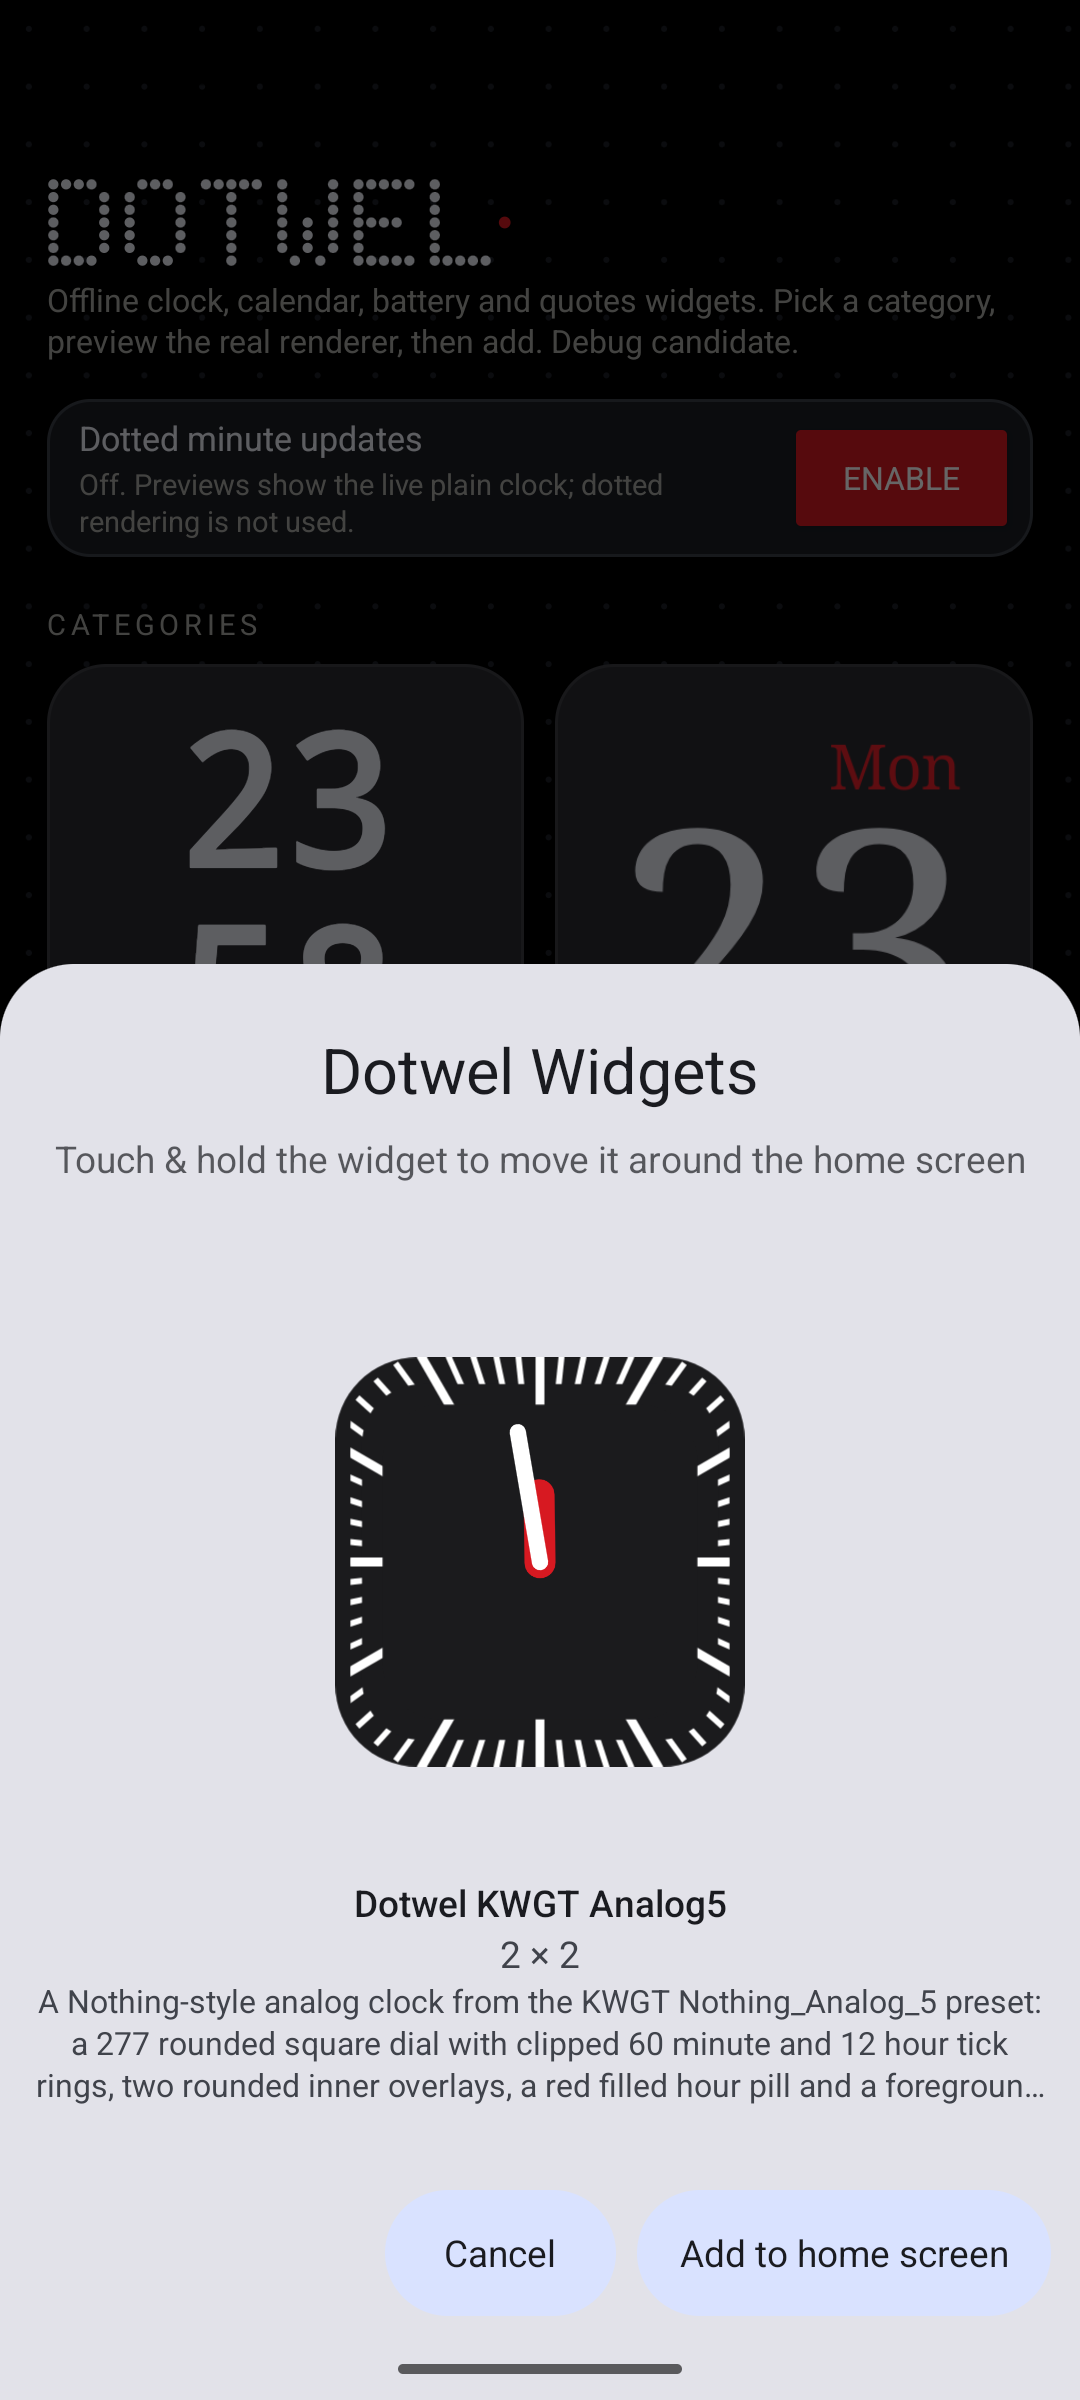 DOTWEL
Offline clock, calendar, battery and quotes widgets. Pick a category,
preview the real renderer, then add. Debug candidate.
Dotted minute updates
Off. Previews show the live plain clock; dotted
rendering is not used.
ENABLE
CATEGORIES
23
58
Mon
23
Dotwel Widgets
Touch & hold the widget to move it around the home screen
Dotwel KWGT Analog5
2 × 2
A Nothing-style analog clock from the KWGT Nothing_Analog_5 preset:
a 277 rounded square dial with clipped 60 minute and 12 hour tick
rings, two rounded inner overlays, a red filled hour pill and a foregroun…
Cancel
Add to home screen